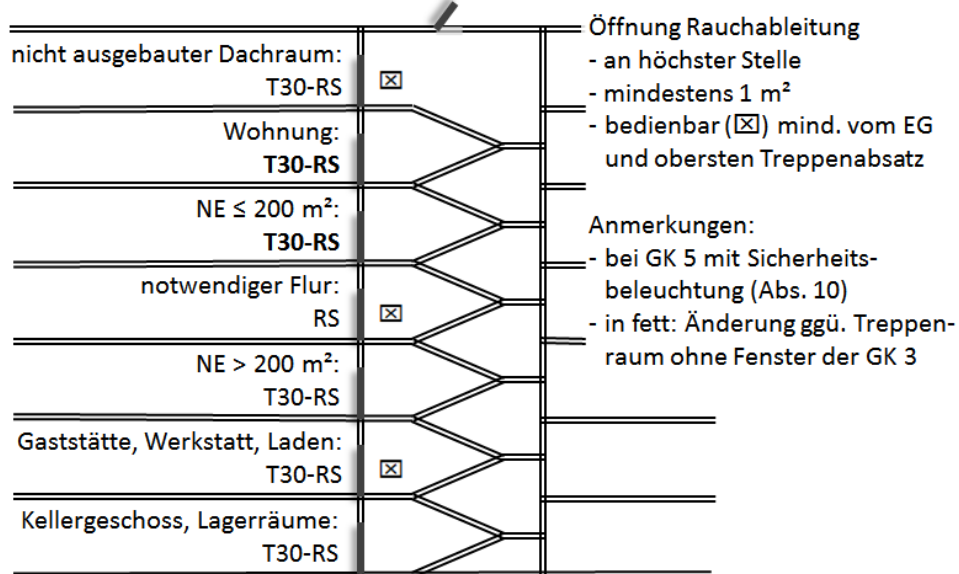 nicht ausgebauter Dachraum:
T30-RS
Wohnung:
T30-RS
NE ≤ 200 m²:
T30-RS
notwendiger Flur:
RS
NE > 200 m²:
T30-RS
Gaststätte, Werkstatt, Laden:
T30-RS
Kellergeschoss, Lagerräume:
T30-RS
Öffnung Rauchableitung
- an höchster Stelle
- mindestens 1 m²
- bedienbar (☒) mind. vom EG
und obersten Treppenabsatz
Anmerkungen:
- bei GK 5 mit Sicherheits-
beleuchtung (Abs. 10)
- in fett: Änderung ggü. Treppen-
raum ohne Fenster der GK 3